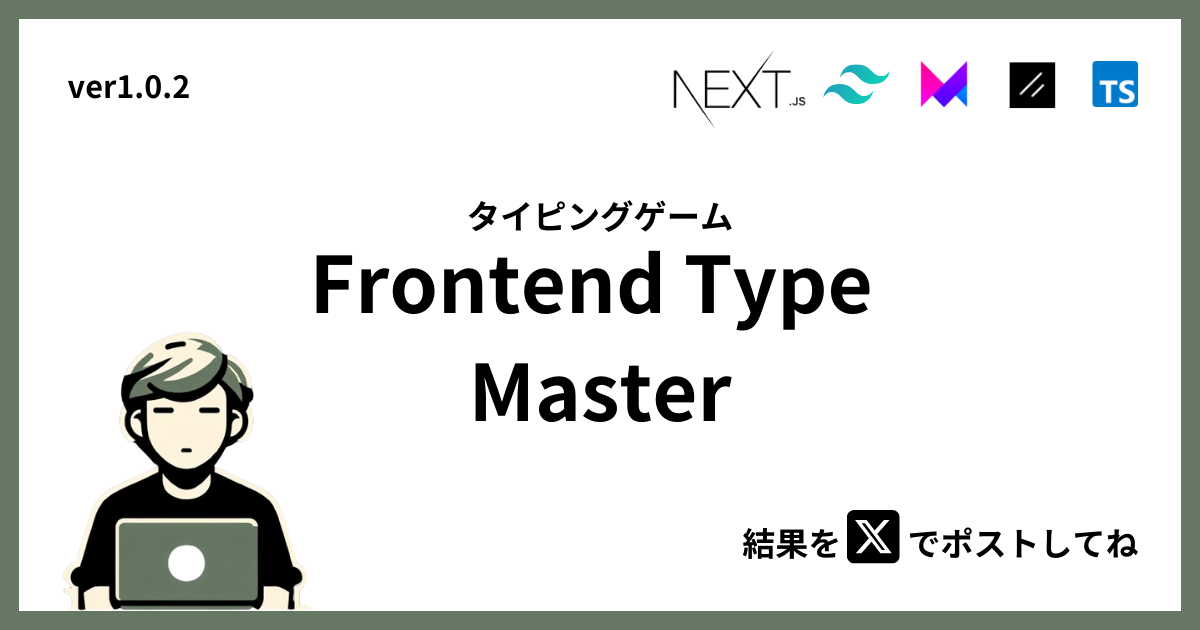 ver1.0.2
NEXT.JS
TS
タイピングゲーム
Frontend Type
Master
結果を X でポストしてね